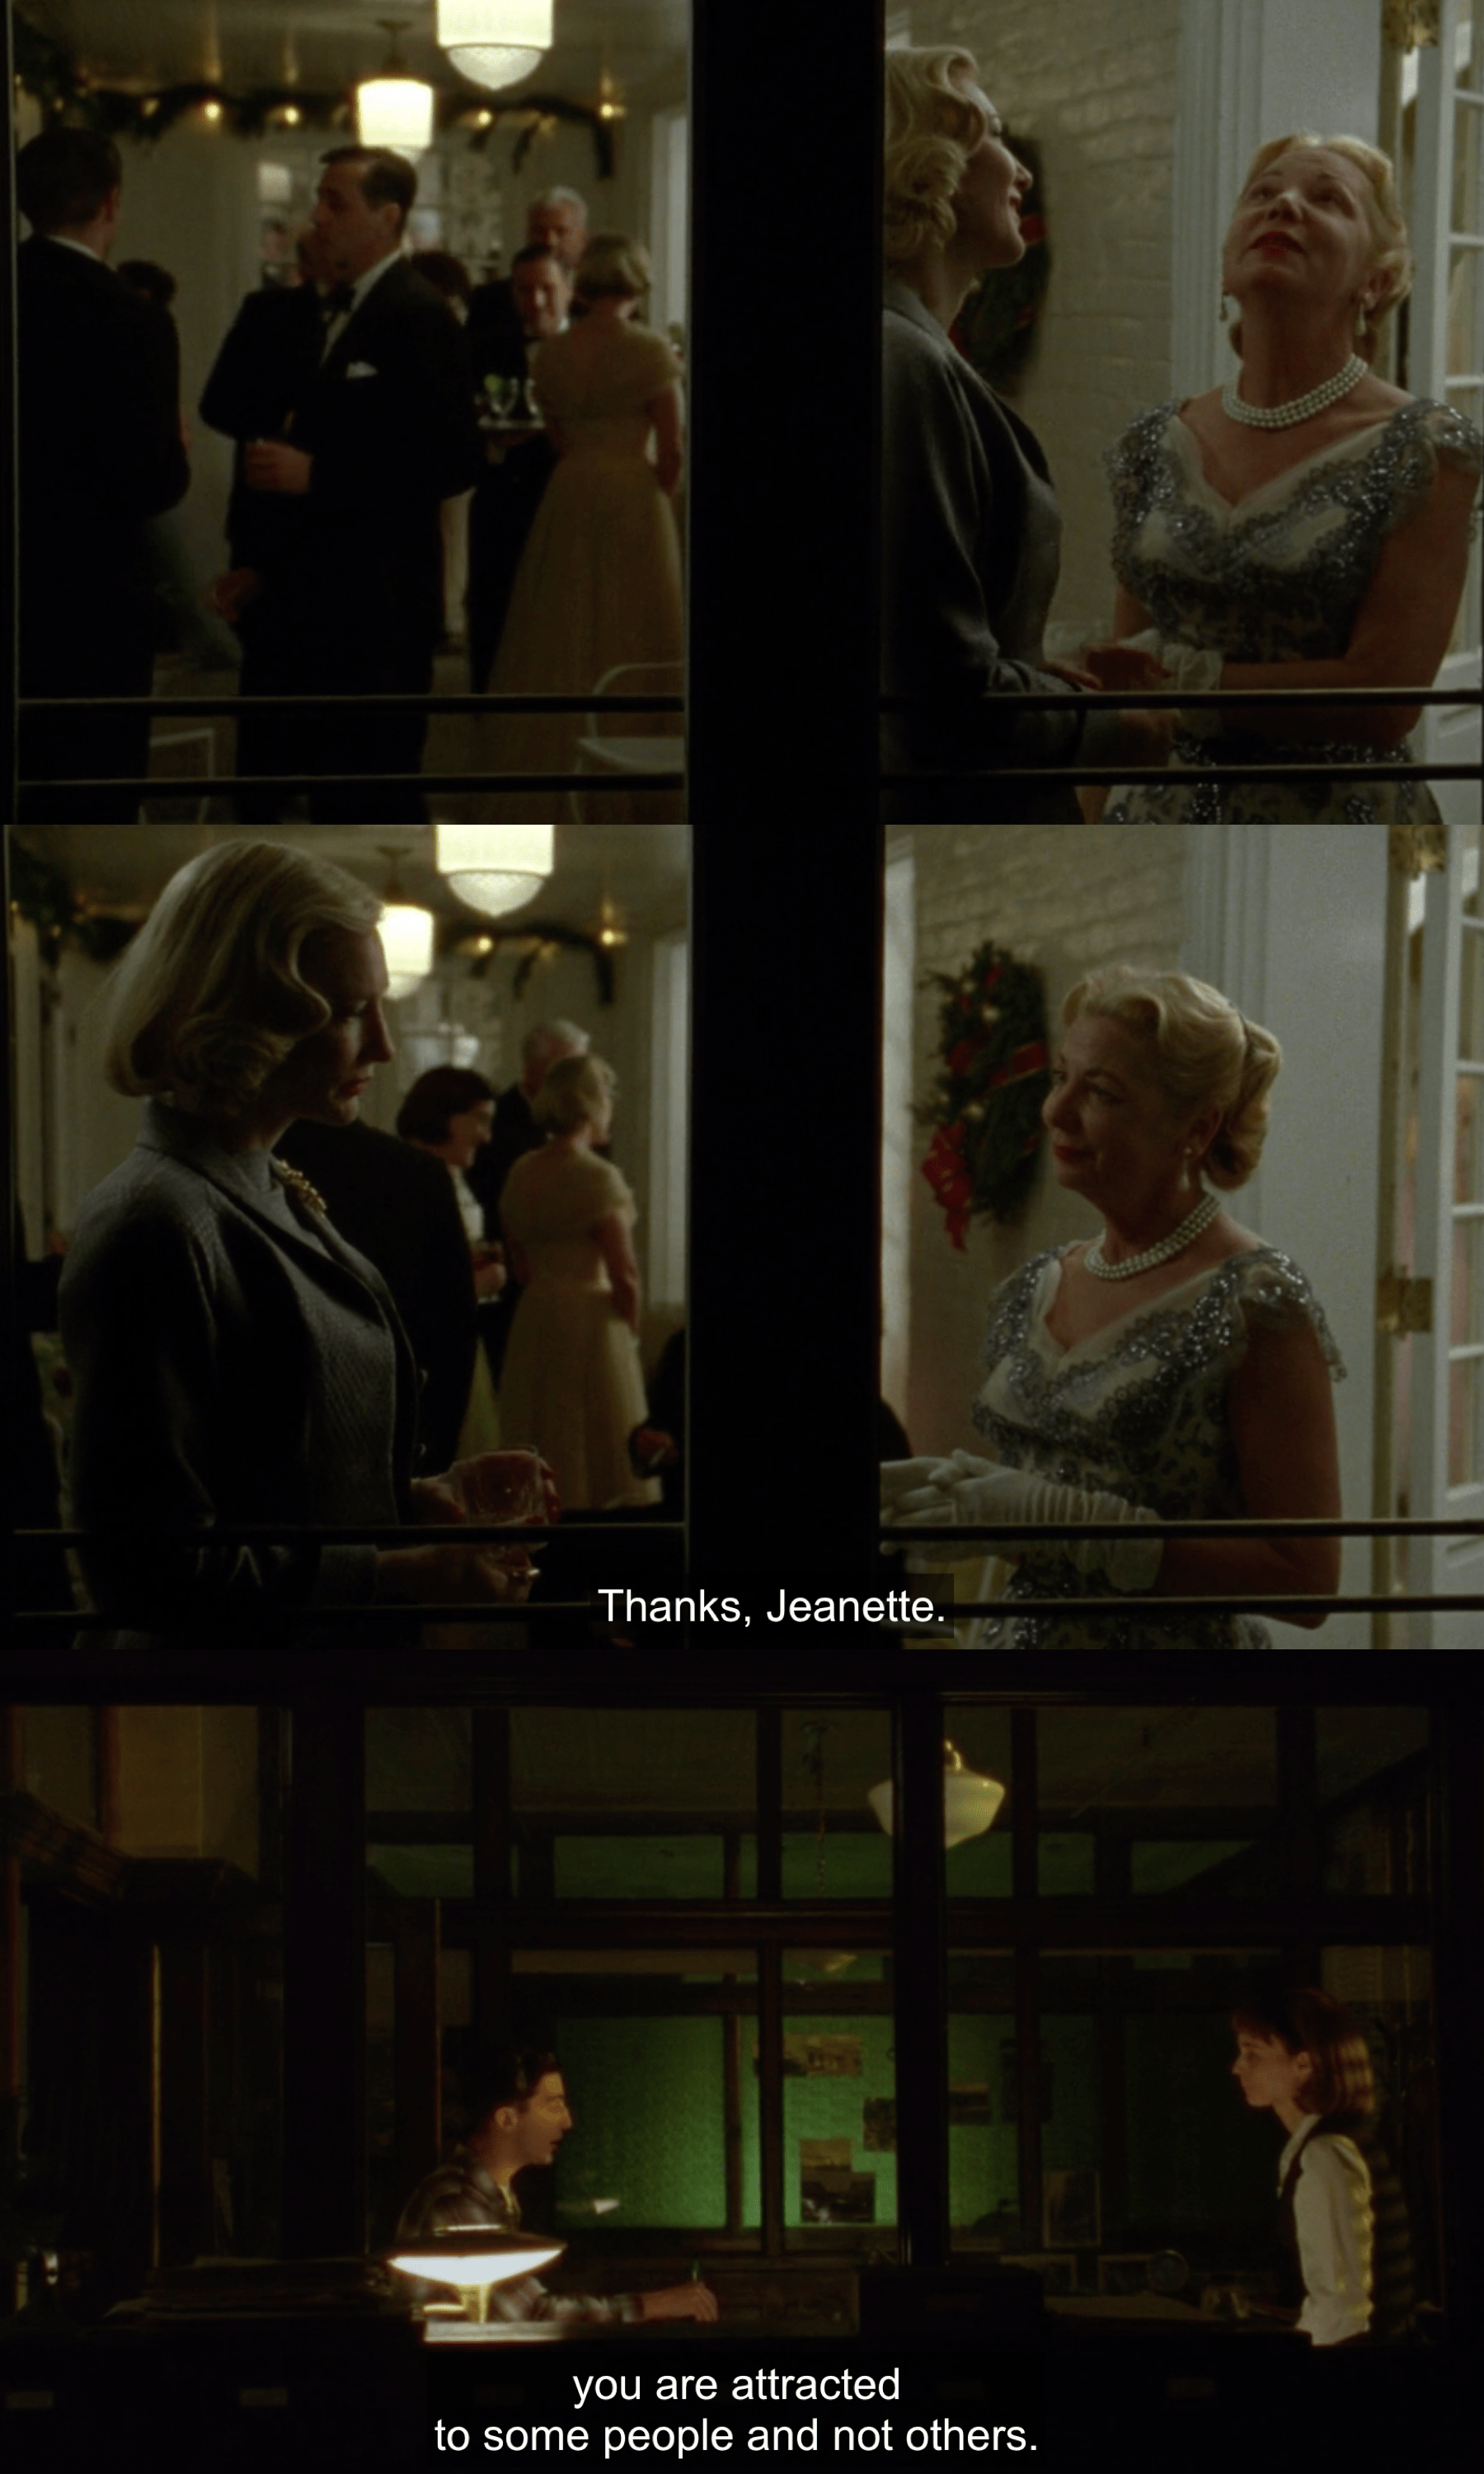 Thanks, Jeanette.
you are attracted
to some people and not others.